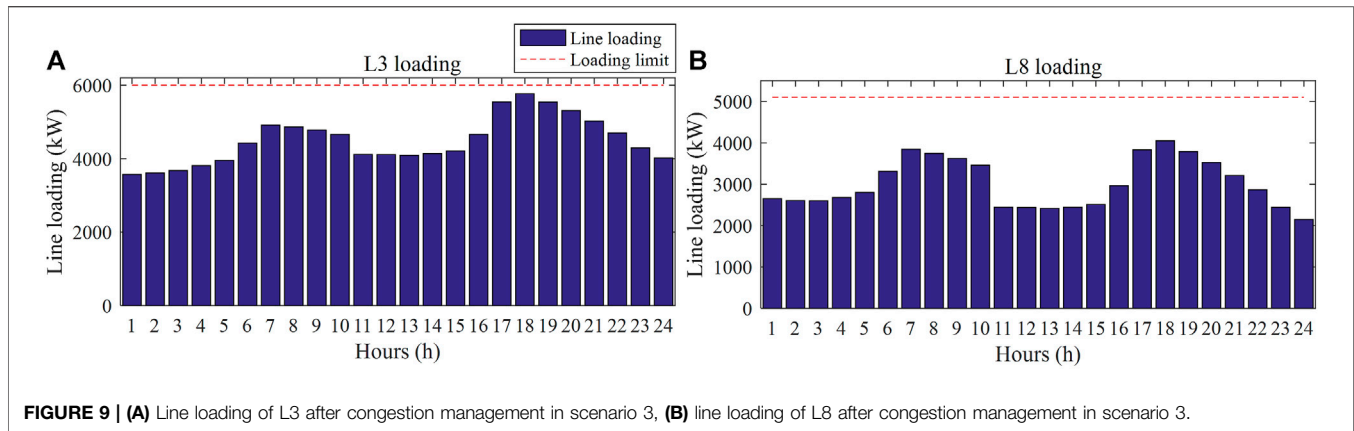 A
L3 loading
Line loading
Loading limit
Line loading (kW)
6000
4000
2000
0
1 2 3 4 5 6 7 8 9 10 11 12 13 14 15 16 17 18 19 20 21 22 23 24
Hours (h)
B
L8 loading
Line loading (kW)
5000
4000
3000
2000
1000
0
1 2 3 4 5 6 7 8 9 10 11 12 13 14 15 16 17 18 19 20 21 22 23 24
Hours (h)
FIGURE 9 | (A) Line loading of L3 after congestion management in scenario 3, (B) line loading of L8 after congestion management in scenario 3.